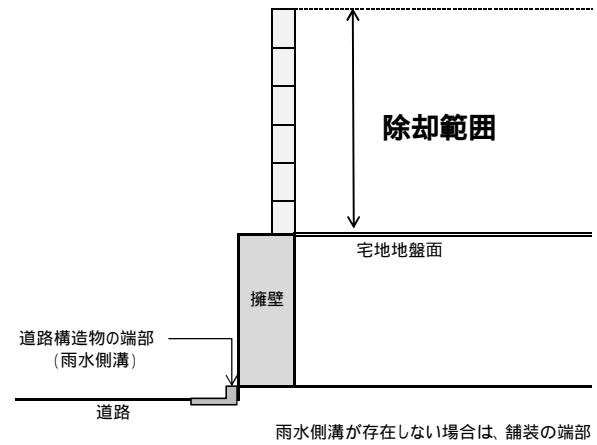 除却範囲
宅地地盤面
擁壁
道路構造物の端部
(雨水側溝)
道路
雨水側溝が存在しない場合は、舗装の端部